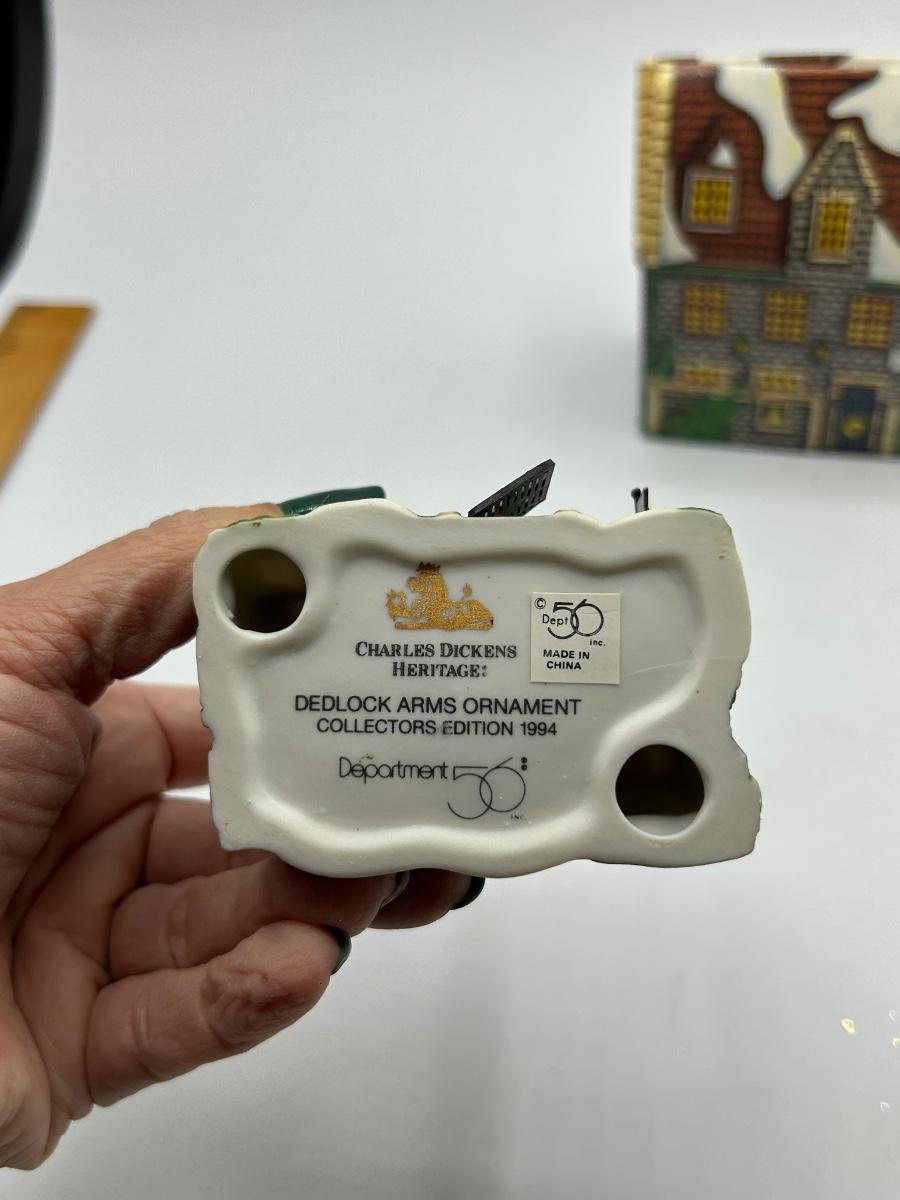 CHARLES DICKENS
HERITAGE
DEDLOCK ARMS ORNAMENT
COLLECTORS EDITION 1994
Department 56
INC.
© Dept 56
inc.
MADE IN
CHINA